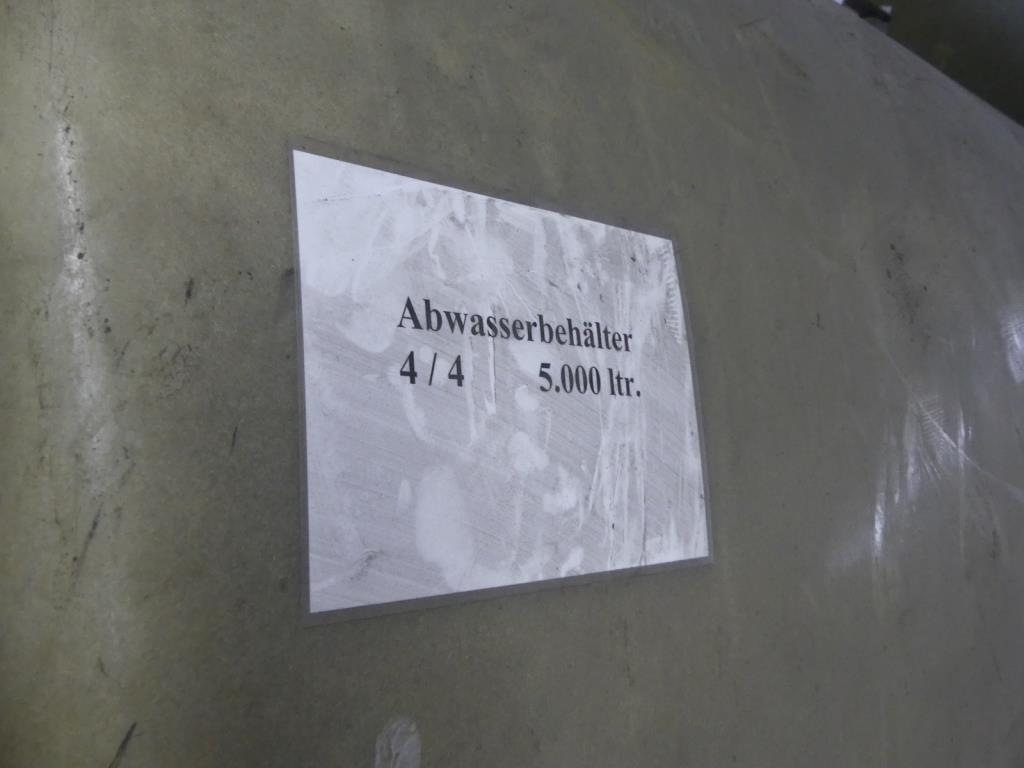 Abwasserbehälter
4 / 4 5.000 ltr.